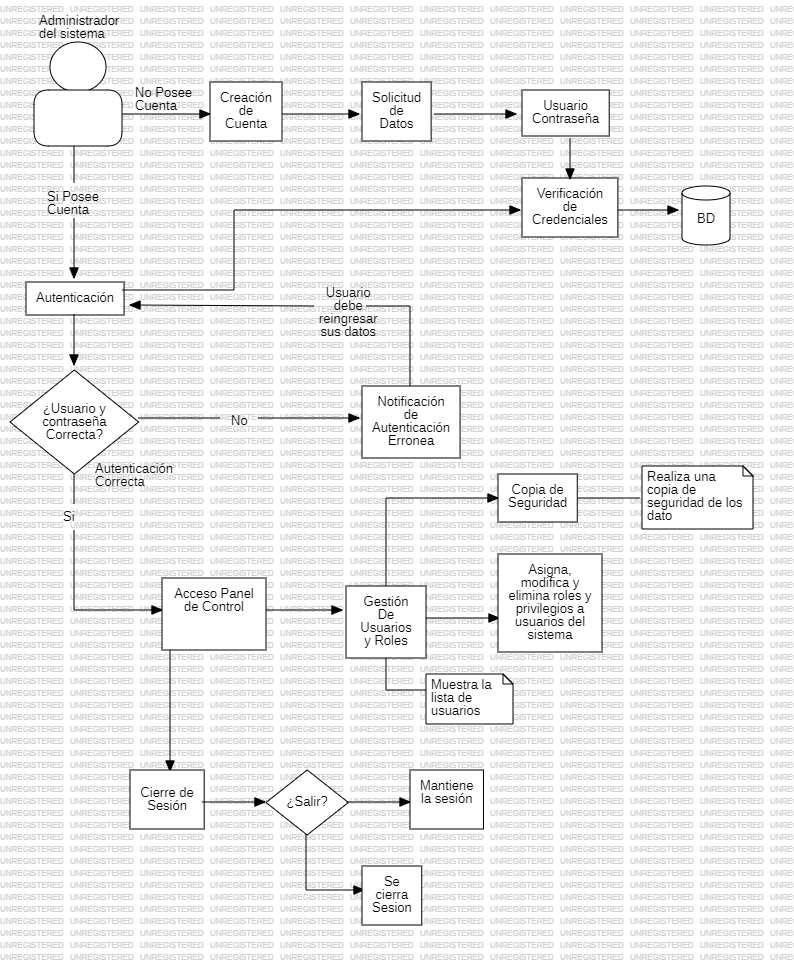 Administrador
del sistema
No Posee
Cuenta
Creación
de
Cuenta
Solicitud
de
Datos
Usuario
Contraseña
Si Posee
Cuenta
Verificación
de
Credenciales
BD
Autenticación
Usuario
debe
reingresar
sus datos
¿Usuario y
contraseña
Correcta?
No
Notificación
de
Autenticación
Erronea
Autenticación
Correcta
Si
Copia de
Seguridad
Realiza una
copia de
seguridad de los
dato
Acceso Panel
de Control
Gestión
De
Usuarios
y Roles
Asigna,
modifica y
elimina roles y
privilegios a
usuarios del
sistema
Muestra la
lista de
usuarios
Cierre de
Sesión
¿Salir?
Mantiene
la sesión
Se
cierra
Sesion
UNREGISTERED